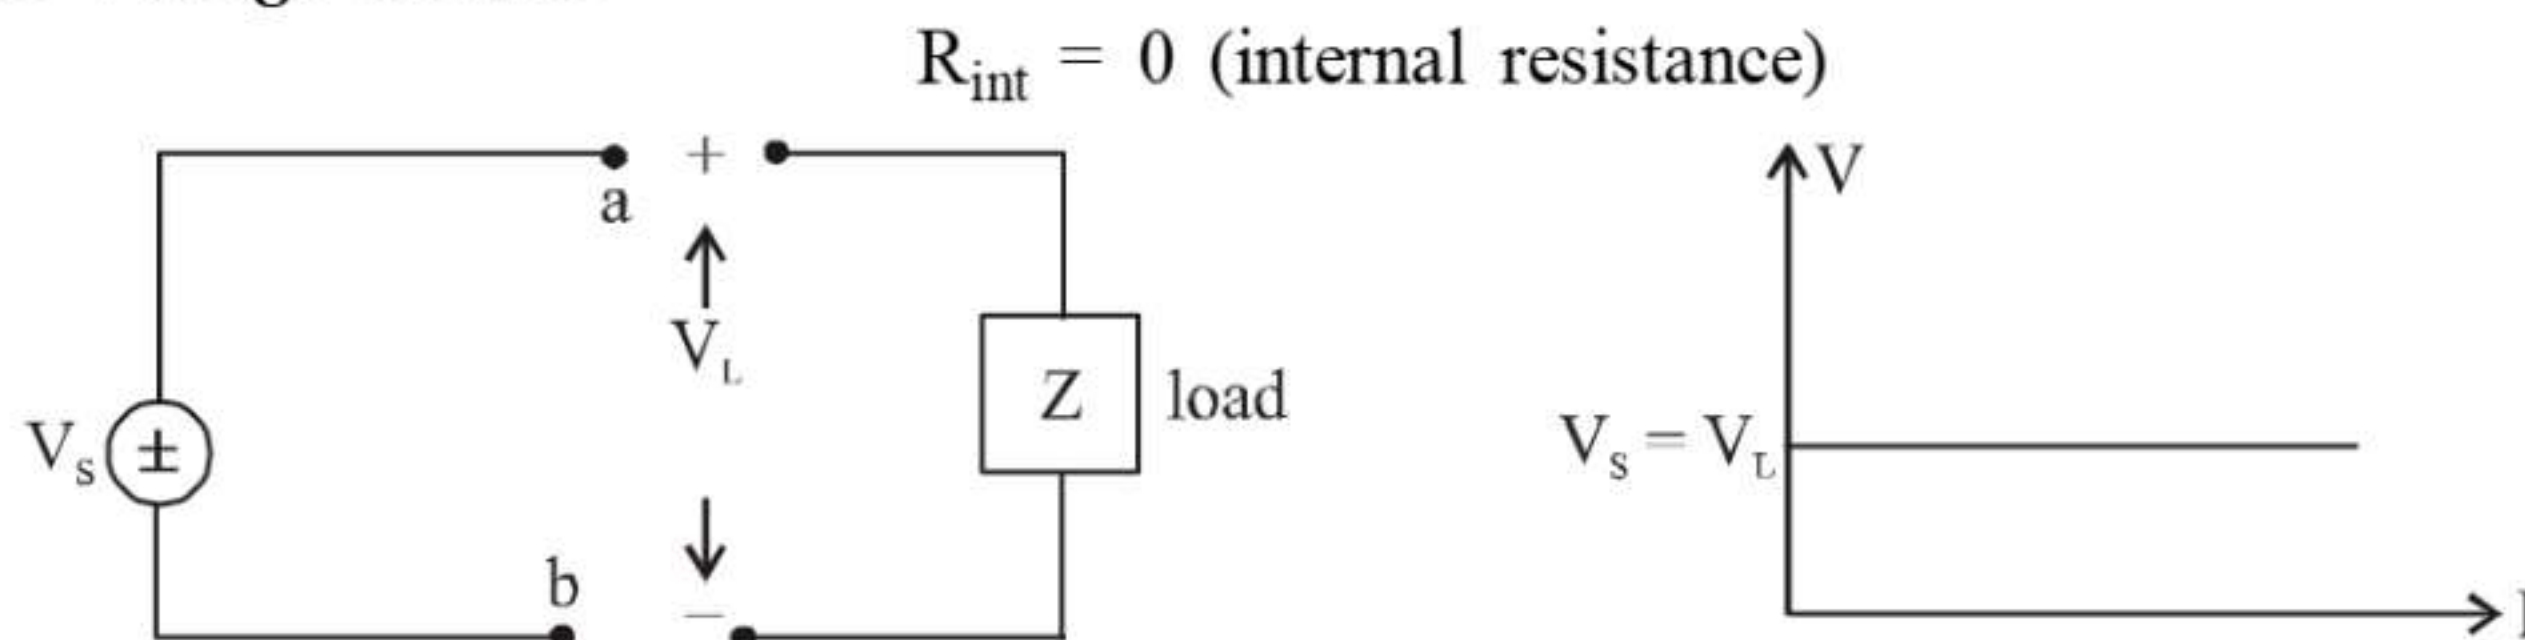 R_int = 0 (internal resistance)
+
V
a
V_L
Z
load
V_s = V_L
V_s
±
b
−